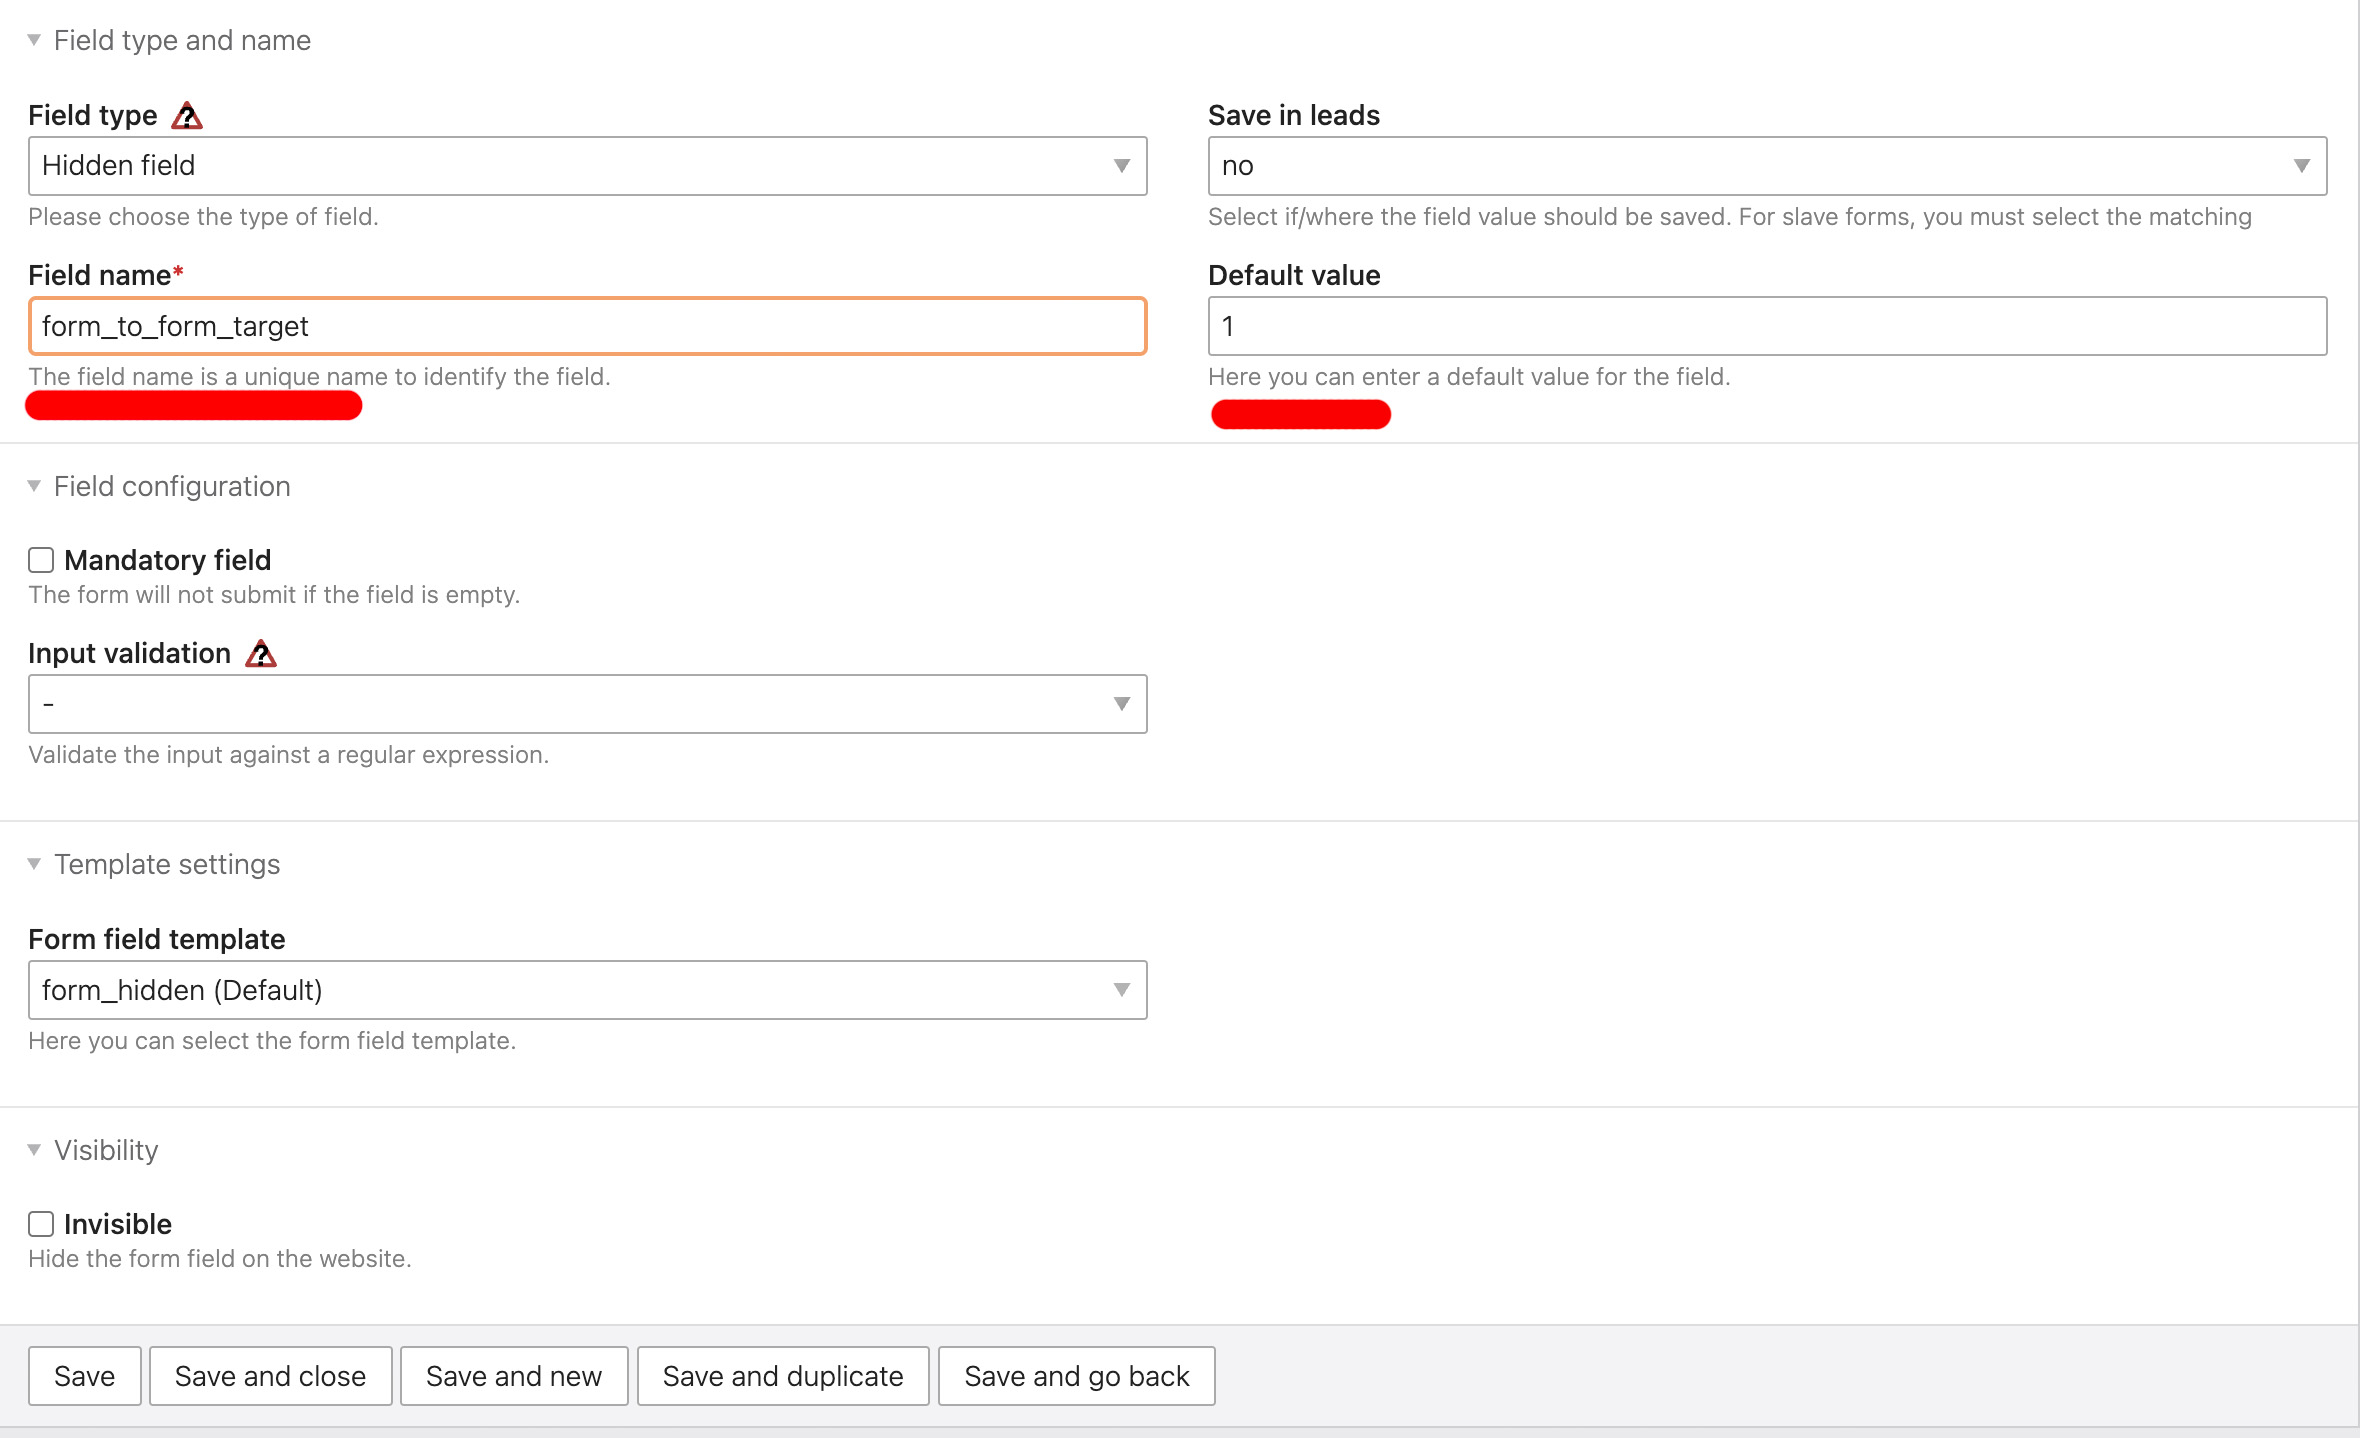 Field type and name
Field type
Save in leads
Hidden field
no
Please choose the type of field.
Select if/where the field value should be saved. For slave forms, you must select the matching
Field name*
Default value
form_to_form_target
1
The field name is a unique name to identify the field.
Here you can enter a default value for the field.
Field configuration
Mandatory field
The form will not submit if the field is empty.
Input validation
-
Validate the input against a regular expression.
Template settings
Form field template
form_hidden (Default)
Here you can select the form field template.
Visibility
Invisible
Hide the form field on the website.
Save
Save and close
Save and new
Save and duplicate
Save and go back